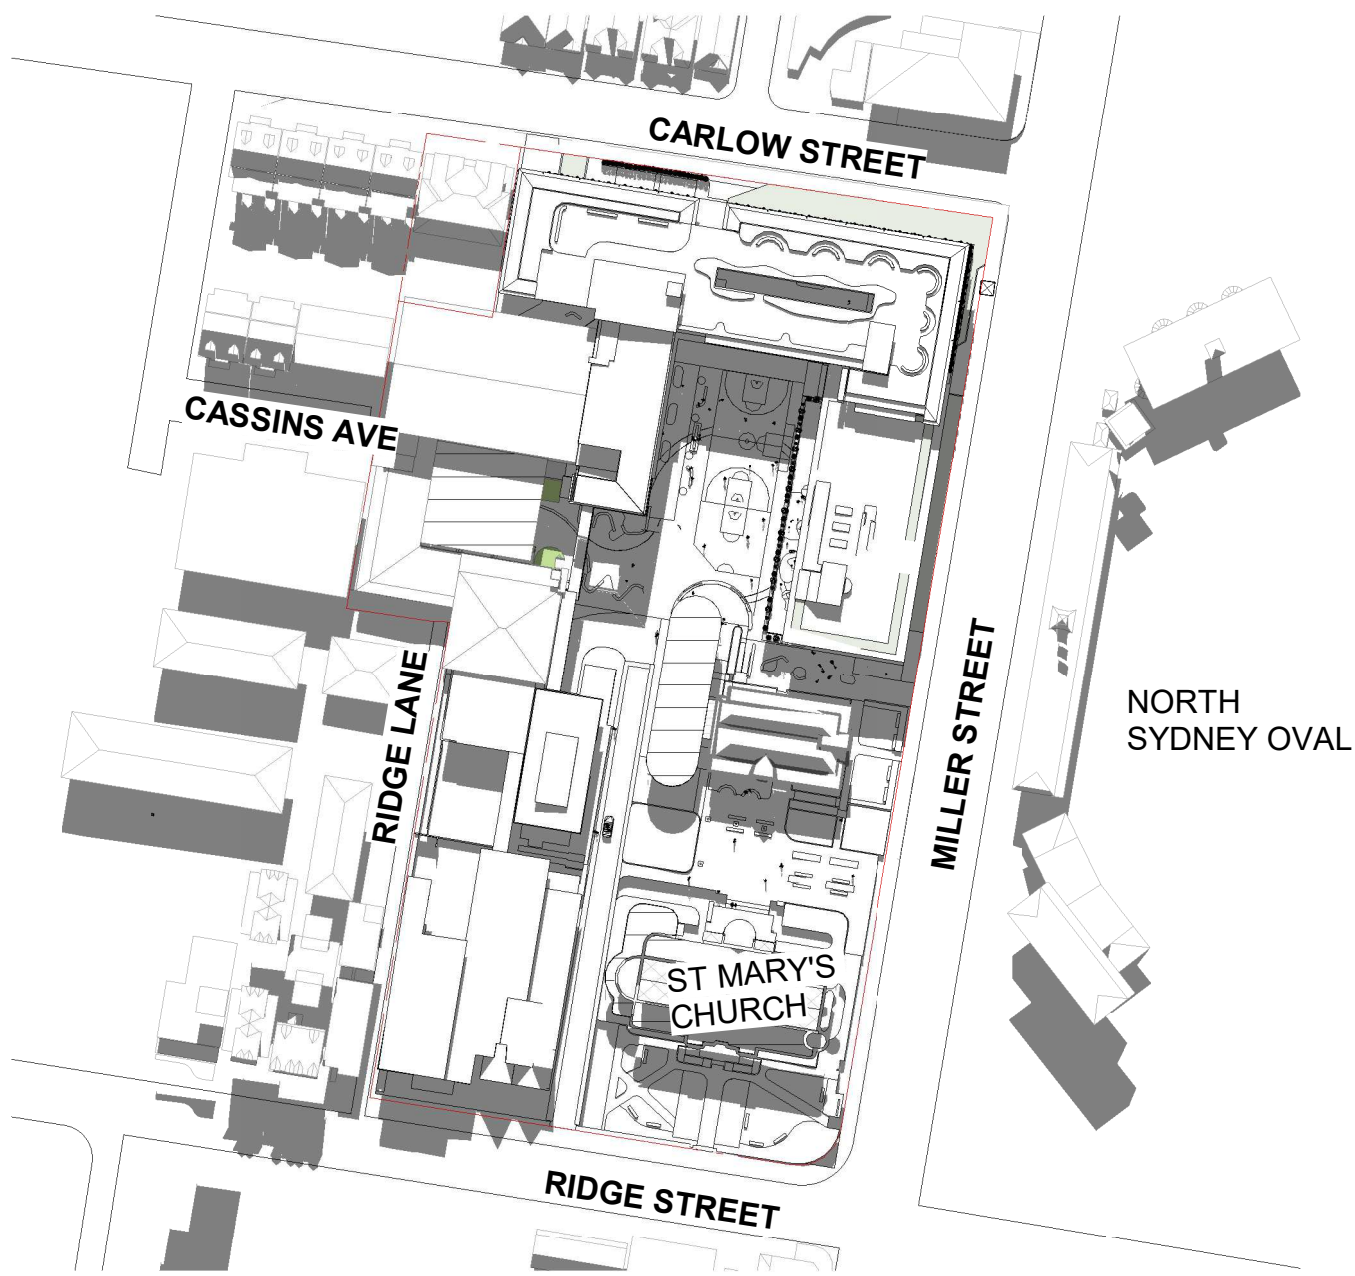 CARLOW STREET
CASSINS AVE
RIDGE LANE
MILLER STREET
NORTH
SYDNEY OVAL
ST MARY'S
CHURCH
RIDGE STREET